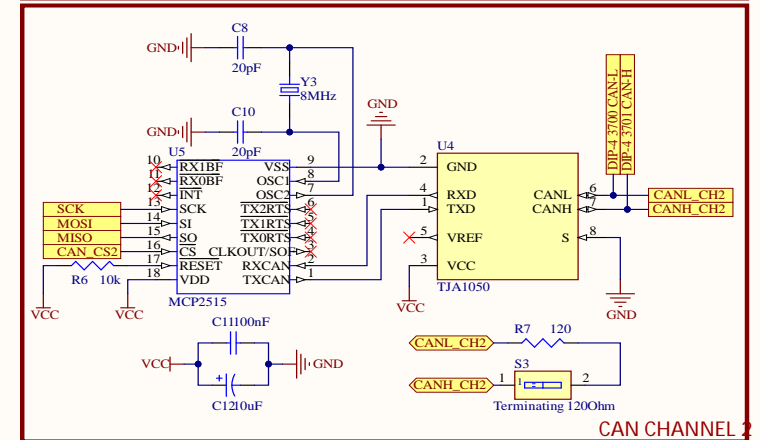 C8
GND
20pF
Y3
8MHz
DIP-4 3700 CAN-L
DIP-4 3701 CAN-H
C10
GND
20pF
GND
U5
U4
10 RX1BF
11 RX0BF
12 INT
SCK 13 SCK
MOSI 14 SI
MISO 15 SO
CAN_CS2 16 CS
17 RESET
18 VDD
R6 10k
VCC
VCC
MCP2515
VSS 9
OSC1 8
OSC2 7
TX2RTS 6
TX1RTS 5
TX0RTS 4
CLKOUT/SOF 3
RXCAN 2
TXCAN 1
2 GND
4 RXD
1 TXD
5 VREF
3 VCC
CANL 6 CANL_CH2
CANH 7 CANH_CH2
S 8
TJA1050
VCC
GND
C11 100nF
VCC
GND
+
C12 10uF
R7 120
CANL_CH2
S3
CANH_CH2 1 1 2
Terminating 120Ohm
CAN CHANNEL 2